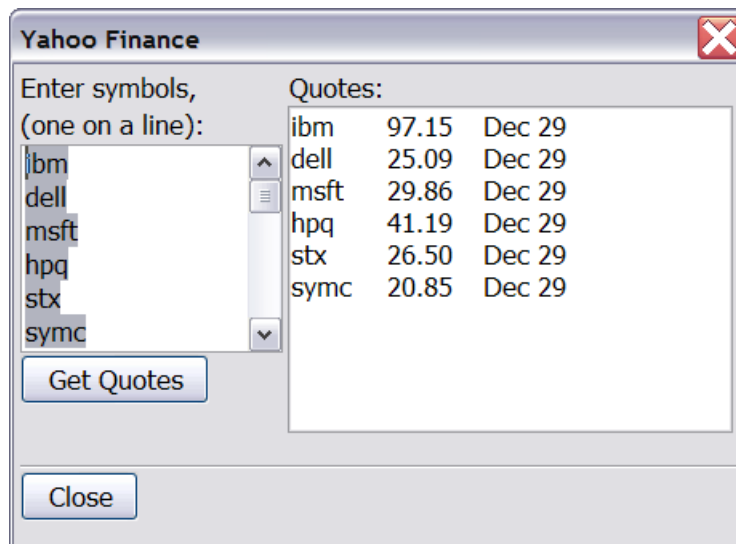 Yahoo Finance
Enter symbols,
(one on a line):
ibm
dell
msft
hpq
stx
symc
Get Quotes
Quotes:
ibm 97.15 Dec 29
dell 25.09 Dec 29
msft 29.86 Dec 29
hpq 41.19 Dec 29
stx 26.50 Dec 29
symc 20.85 Dec 29
Close